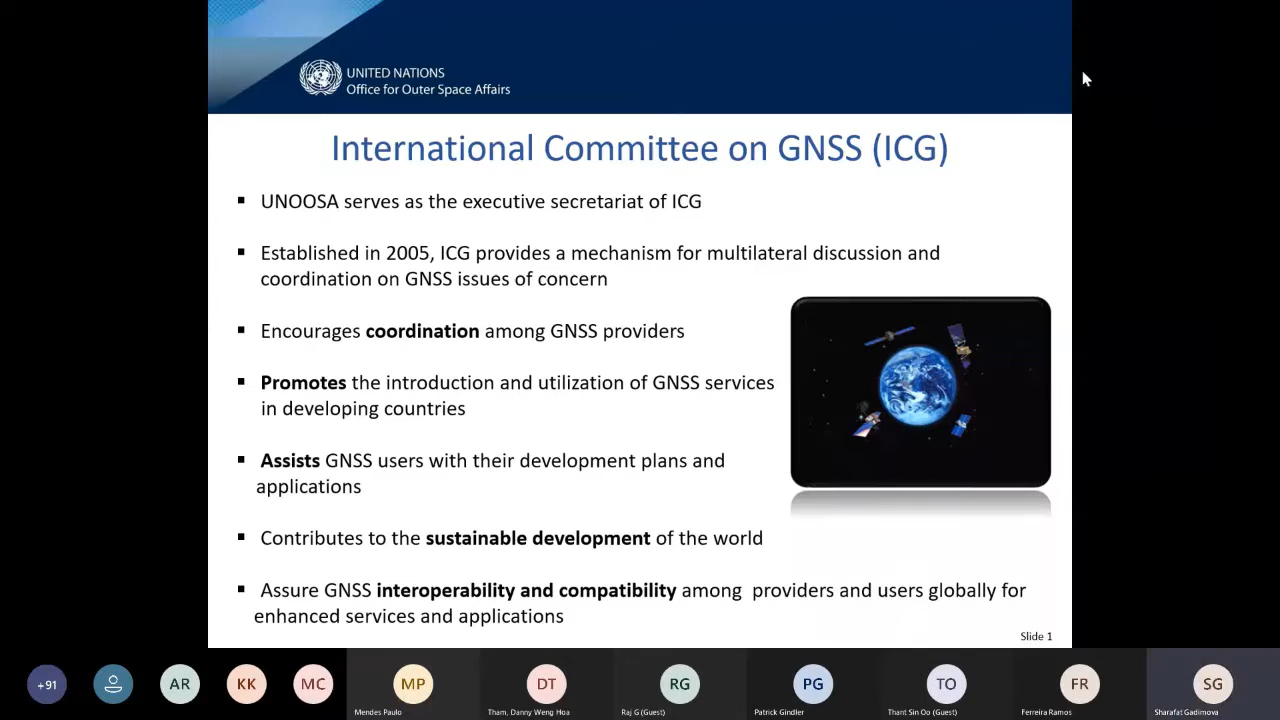 UNITED NATIONS
Office for Outer Space Affairs
International Committee on GNSS (ICG)
▪ UNOOSA serves as the executive secretariat of ICG
▪ Established in 2005, ICG provides a mechanism for multilateral discussion and
coordination on GNSS issues of concern
▪ Encourages coordination among GNSS providers
▪ Promotes the introduction and utilization of GNSS services
in developing countries
▪ Assists GNSS users with their development plans and
applications
▪ Contributes to the sustainable development of the world
▪ Assure GNSS interoperability and compatibility among providers and users globally for
enhanced services and applications
Slide 1
+91 AR KK MC MP DT RG PG TO FR SG
Mendes Paulo Tham, Danny Weng Hoa Raj G (Guest) Patrick Gindler Thant Sin Oo (Guest) Ferreira Ramos Sharafat Gadimova